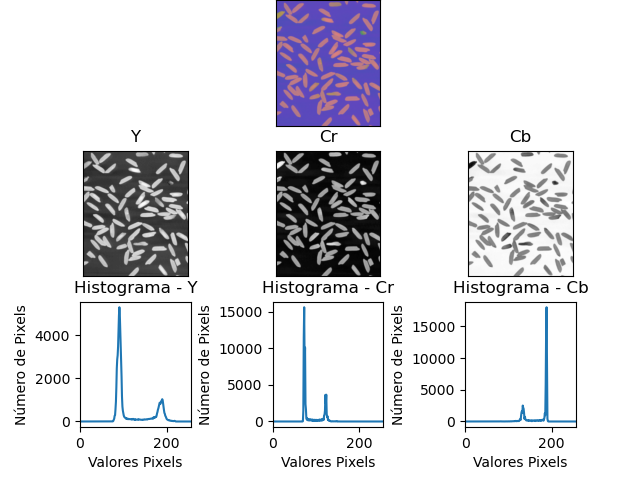 Y Cr Cb
Histograma - Y Histograma - Cr Histograma - Cb
Número de Pixels
4000
2000
0
0 200
Valores Pixels
Número de Pixels
15000
10000
5000
0
0 200
Valores Pixels
Número de Pixels
15000
10000
5000
0
0 200
Valores Pixels